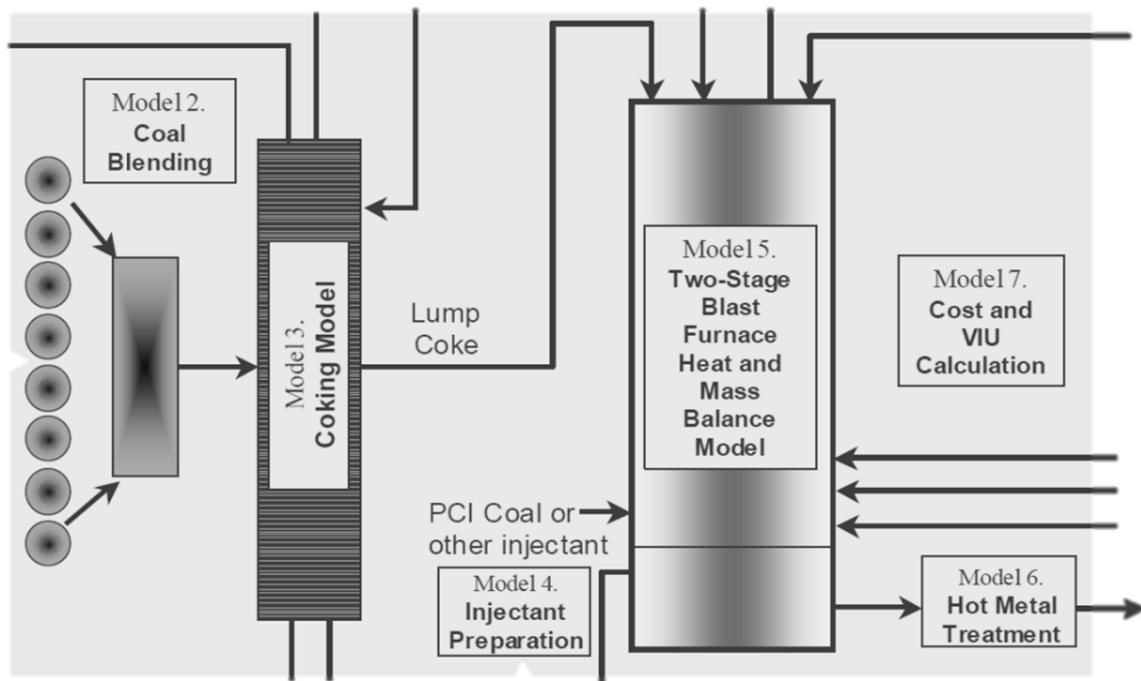 Model 2.
Coal
Blending
Model 3.
Coking Model
Lump
Coke
PCI Coal or
other injectant
Model 4.
Injectant
Preparation
Model 5.
Two-Stage
Blast
Furnace
Heat and
Mass
Balance
Model
Model 7.
Cost and
VIU
Calculation
Model 6.
Hot Metal
Treatment